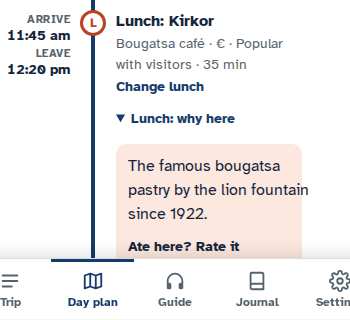 ARRIVE
11:45 am
LEAVE
12:20 pm
L
Lunch: Kirkor
Bougatsa café · € · Popular
with visitors · 35 min
Change lunch
▼ Lunch: why here
The famous bougatsa
pastry by the lion fountain
since 1922.
Ate here? Rate it
Trip
Day plan
Guide
Journal
Settin